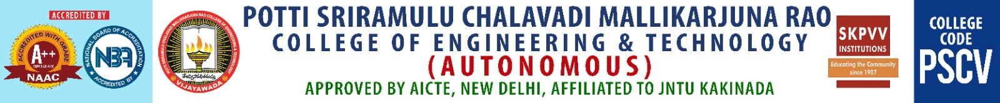 ACCREDITED BY
ACCREDITED WITH GRADE
A++
NAAC
NATIONAL BOARD OF ACCREDITATION
NBA
ACCREDITED BY
POTTI SRIRAMULU CHALAVADI MALLIKARJUNA RAO COLLEGE OF ENGINEERING & TECHNOLOGY
VIJAYAWADA
POTTI SRIRAMULU CHALAVADI MALLIKARJUNA RAO
COLLEGE OF ENGINEERING & TECHNOLOGY
(AUTONOMOUS)
APPROVED BY AICTE, NEW DELHI, AFFILIATED TO JNTU KAKINADA
SKPVV
INSTITUTIONS
Educating the Community
since 1907
COLLEGE
CODE
PSCV